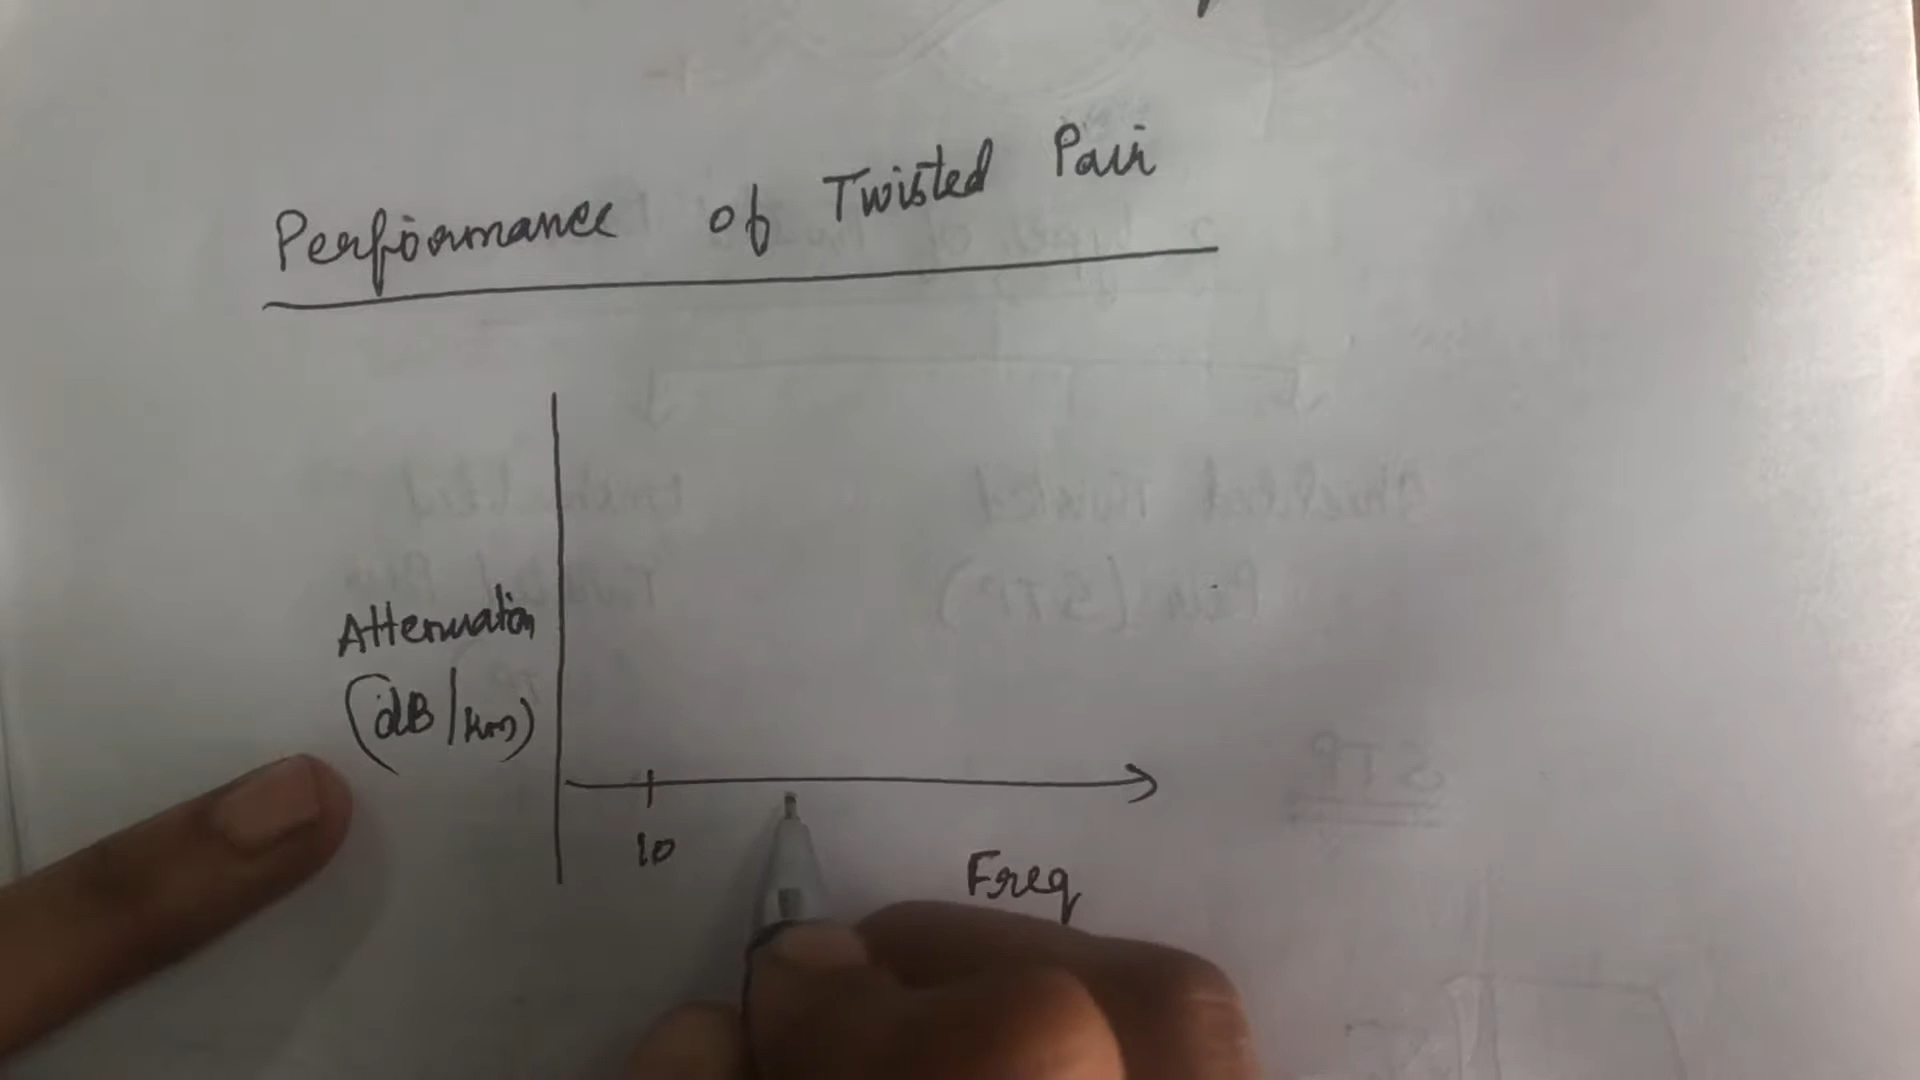 Performance of Twisted Pair
Attenuation
(dB/km)
10
Freq